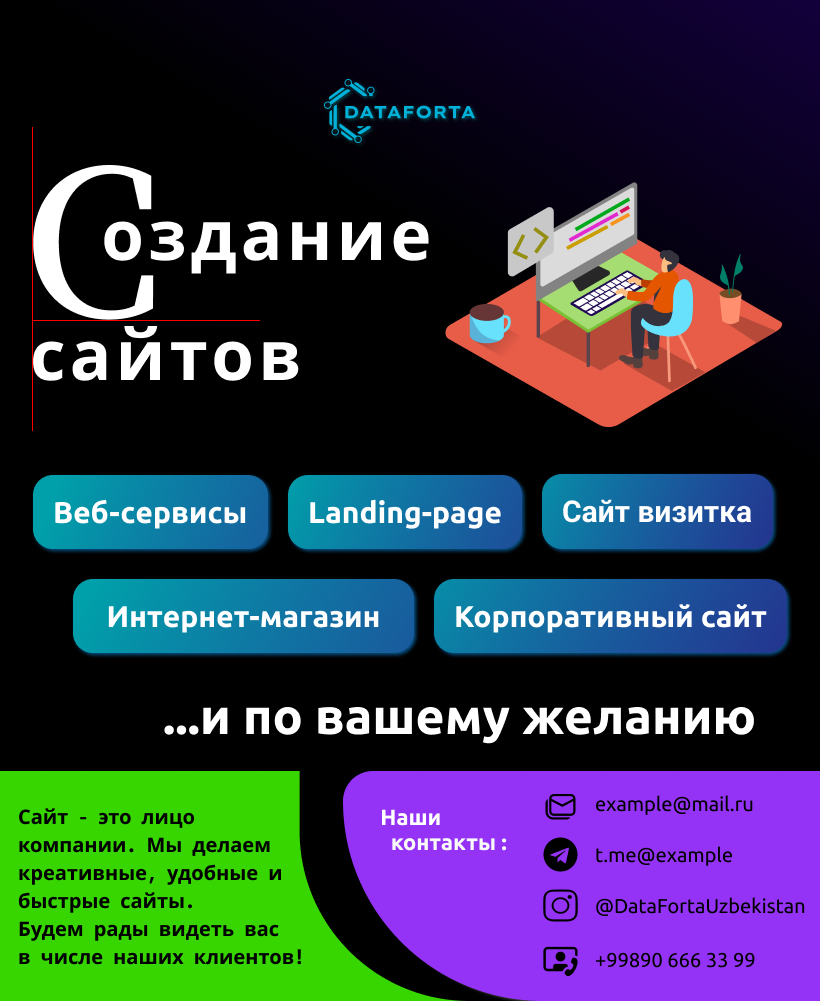 DATAFORTA
Создание
сайтов
Веб-сервисы
Landing-page
Сайт визитка
Интернет-магазин
Корпоративный сайт
...и по вашему желанию
Сайт - это лицо
компании. Мы делаем
креативные, удобные и
быстрые сайты.
Будем рады видеть вас
в числе наших клиентов!
Наши
контакты :
example@mail.ru
t.me@example
@DataFortaUzbekistan
+99890 666 33 99